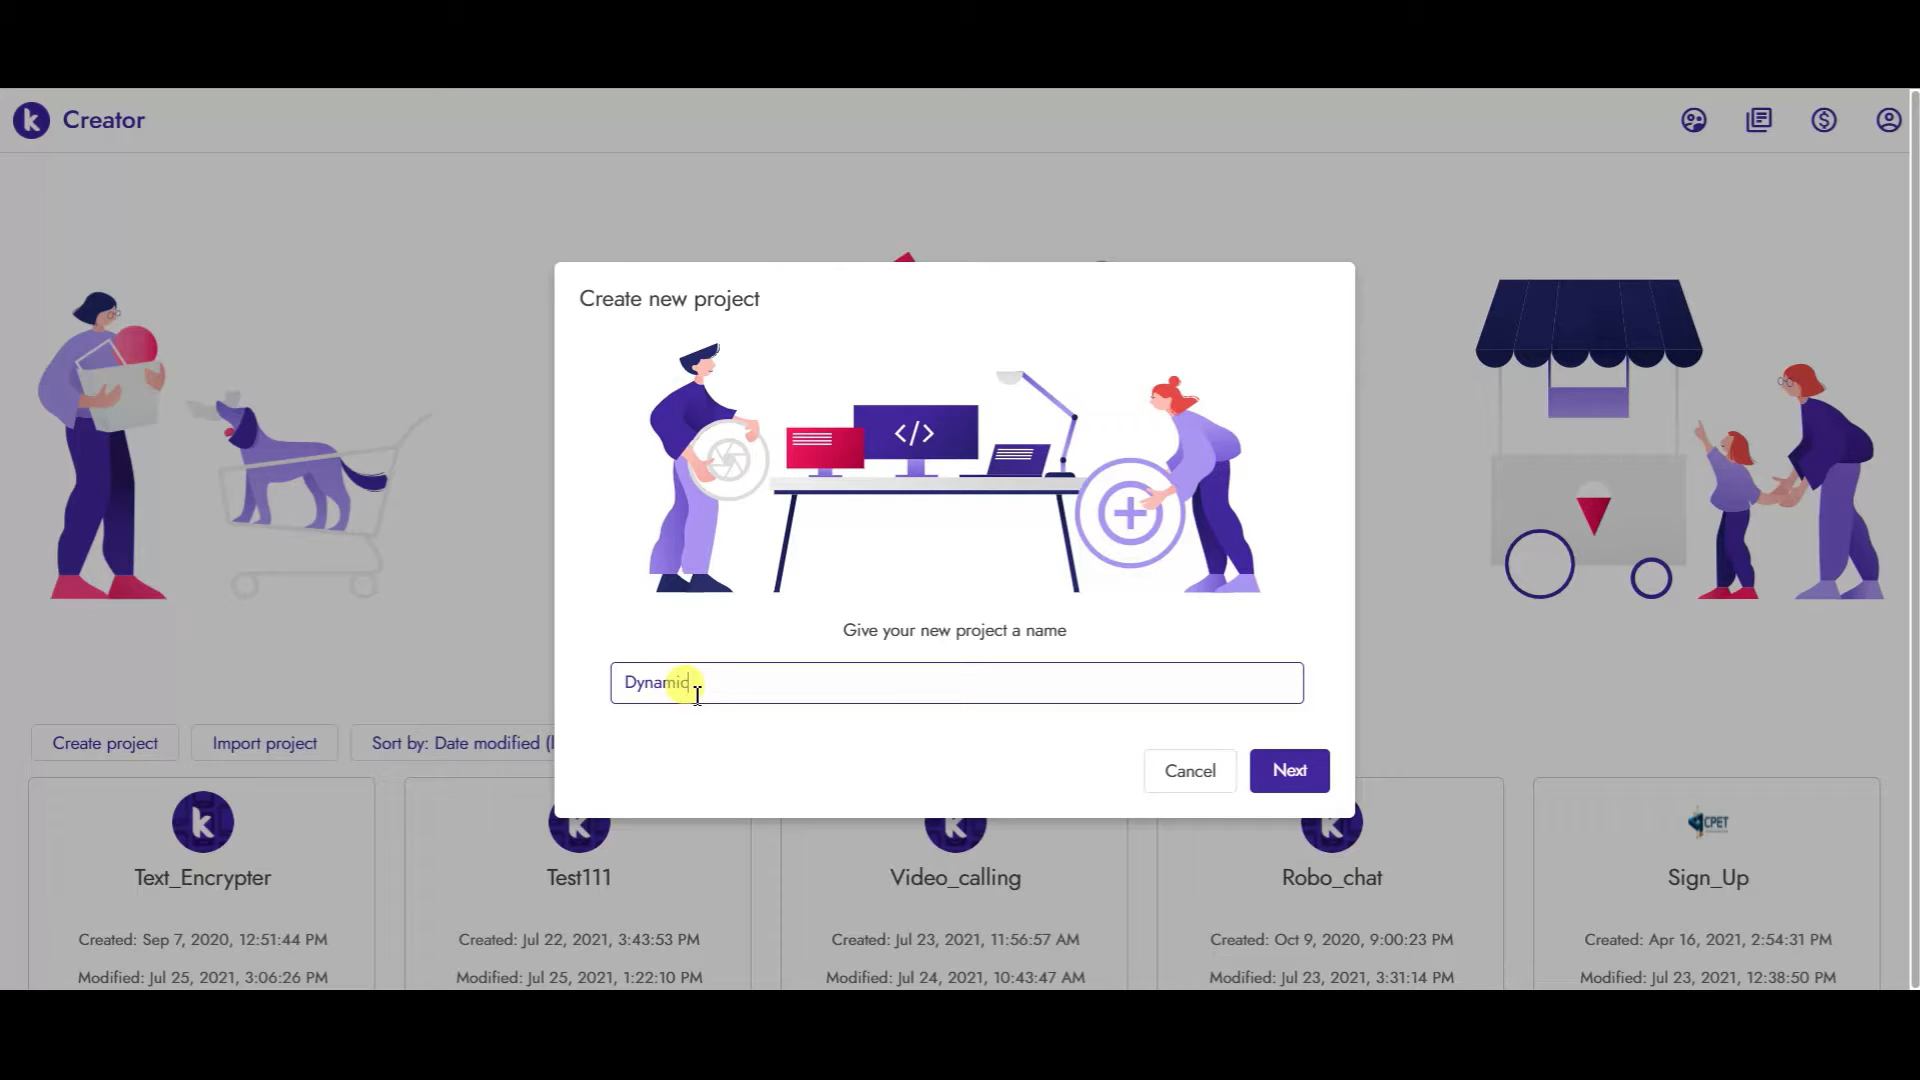 Creator
Create new project
</>
Give your new project a name
Dynamic
Cancel
Next
Create project
Import project
Sort by: Date modified (l
Text_Encrypter
Created: Sep 7, 2020, 12:51:44 PM
Modified: Jul 25, 2021, 3:06:26 PM
Test111
Created: Jul 22, 2021, 3:43:53 PM
Modified: Jul 25, 2021, 1:22:10 PM
Video_calling
Created: Jul 23, 2021, 11:56:57 AM
Modified: Jul 24, 2021, 10:43:47 AM
Robo_chat
Created: Oct 9, 2020, 9:00:23 PM
Modified: Jul 23, 2021, 3:31:14 PM
CPET
Sign_Up
Created: Apr 16, 2021, 2:54:31 PM
Modified: Jul 23, 2021, 12:38:50 PM